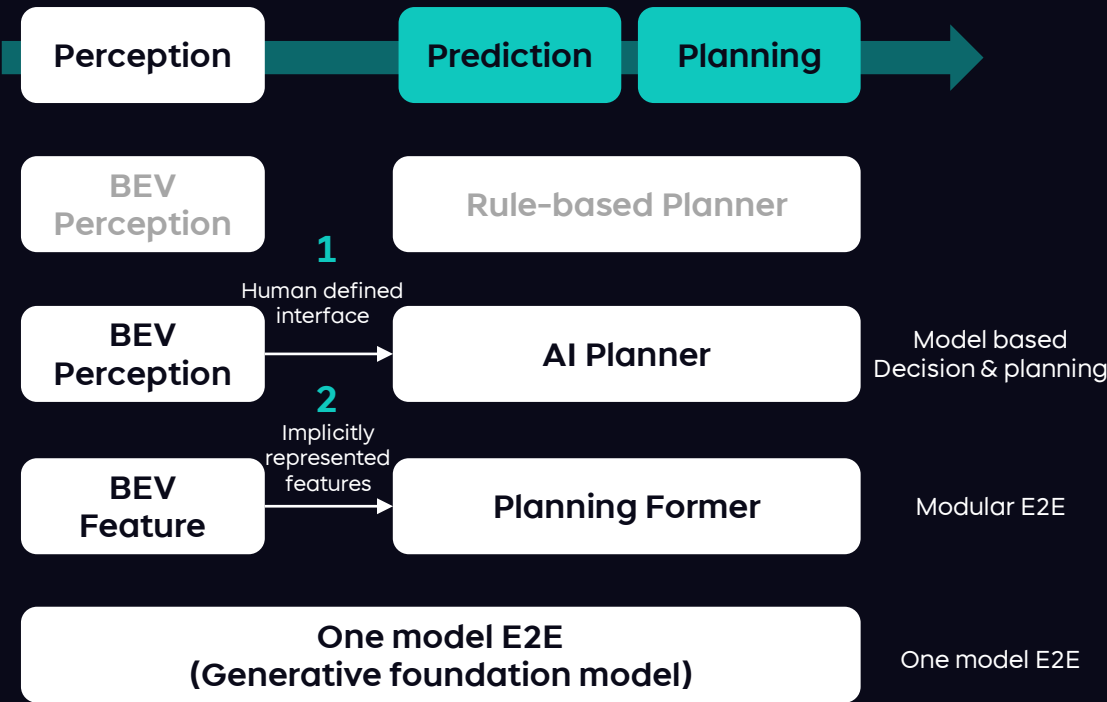 Perception
Prediction
Planning
BEV
Perception
Rule-based Planner
1
Human defined
interface
BEV
Perception
AI Planner
Model based
Decision & planning
2
Implicitly
represented
features
BEV
Feature
Planning Former
Modular E2E
One model E2E
(Generative foundation model)
One model E2E